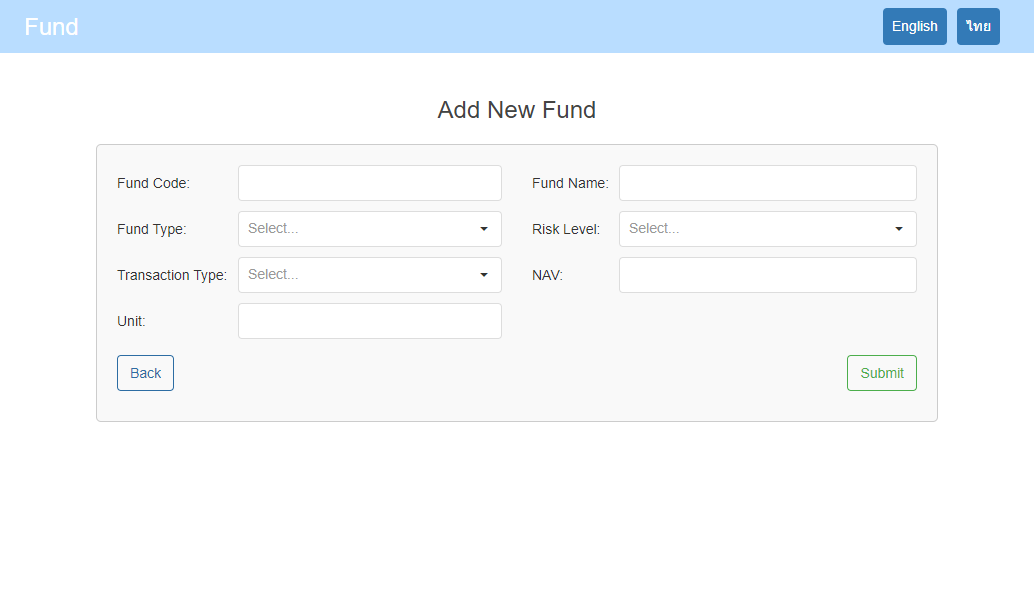 Fund
English ไทย
Add New Fund
Fund Code: Fund Name:
Fund Type: Select... Risk Level: Select...
Transaction Type: Select... NAV:
Unit:
Back Submit